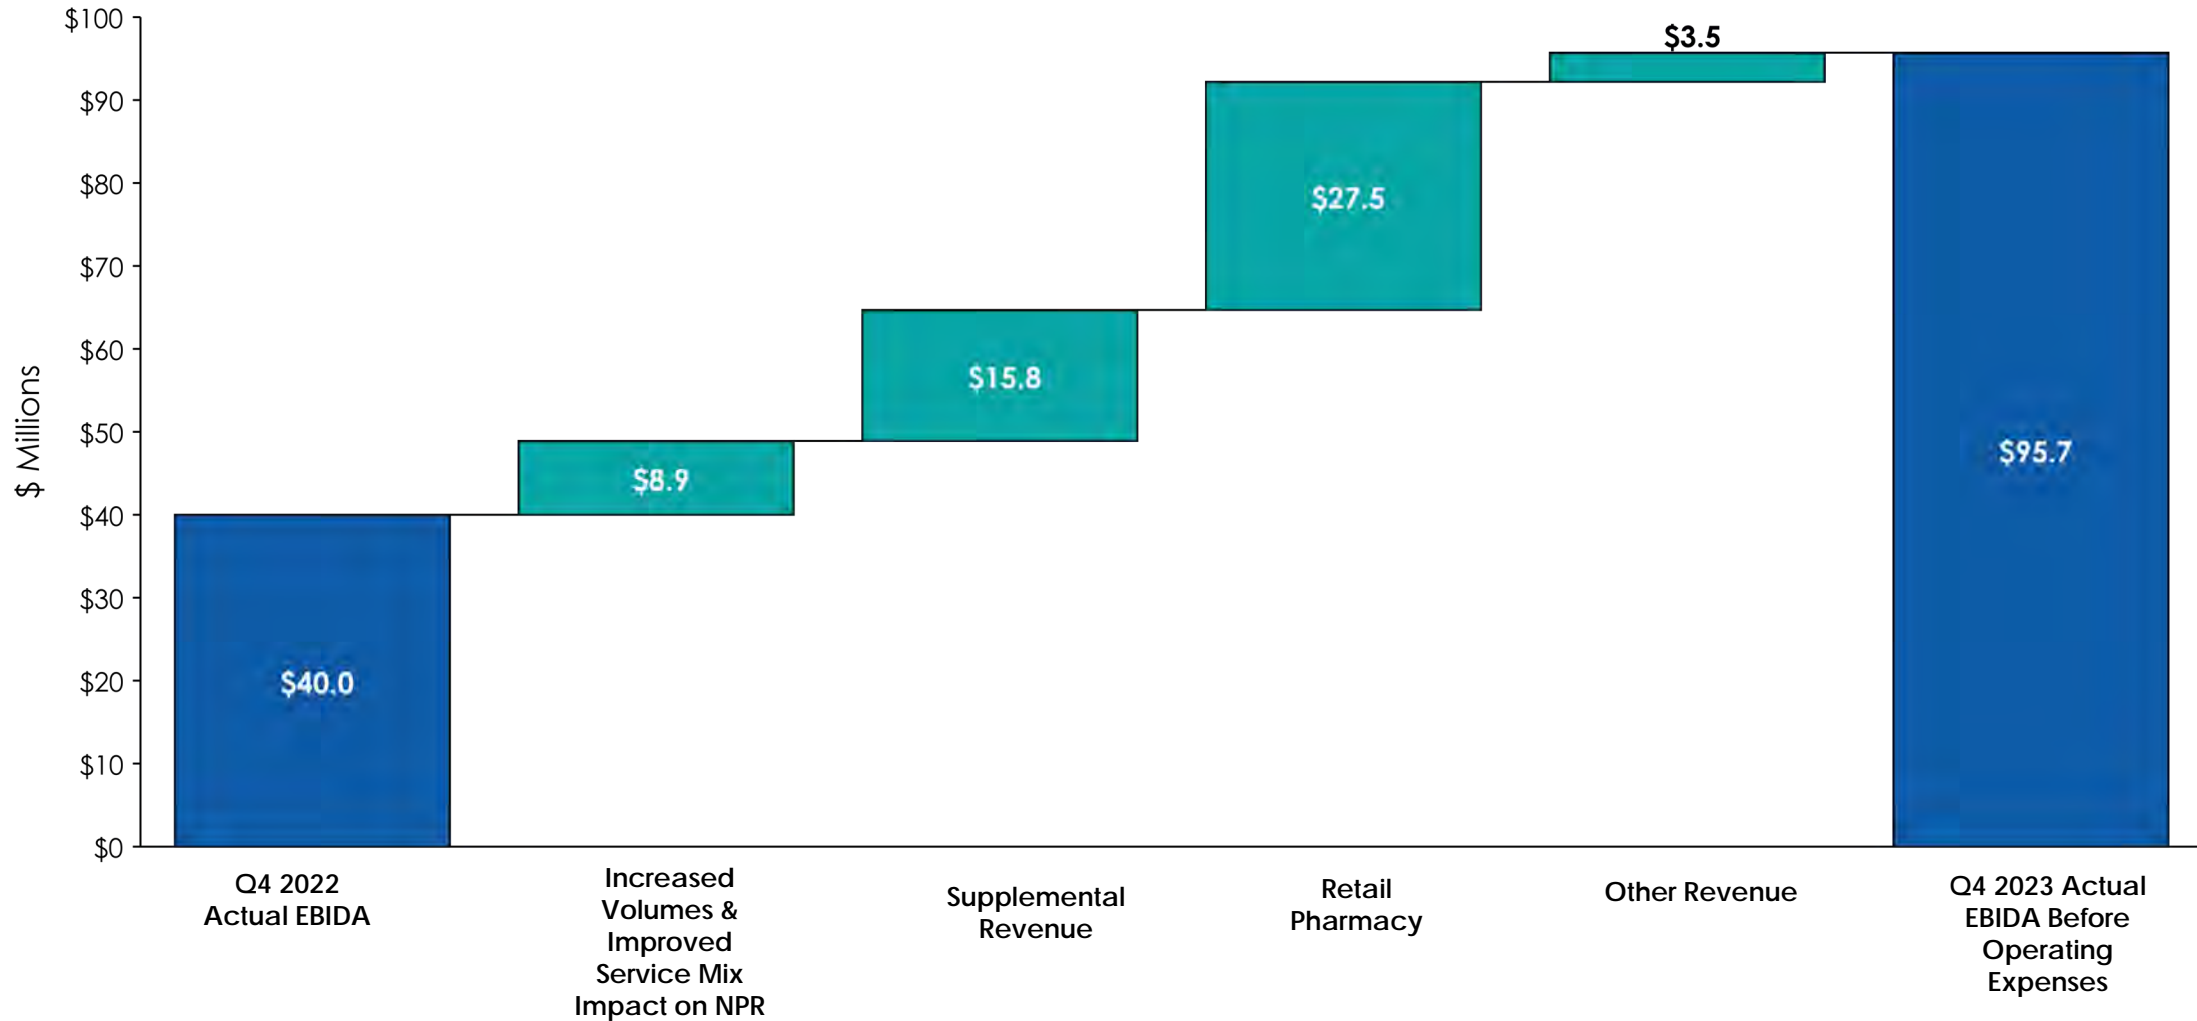 $ Millions
$100
$90
$80
$70
$60
$50
$40
$30
$20
$10
$0
$40.0
$8.9
$15.8
$27.5
$3.5
$95.7
Q4 2022
Actual EBIDA
Increased
Volumes &
Improved
Service Mix
Impact on NPR
Supplemental
Revenue
Retail
Pharmacy
Other Revenue
Q4 2023 Actual
EBIDA Before
Operating
Expenses